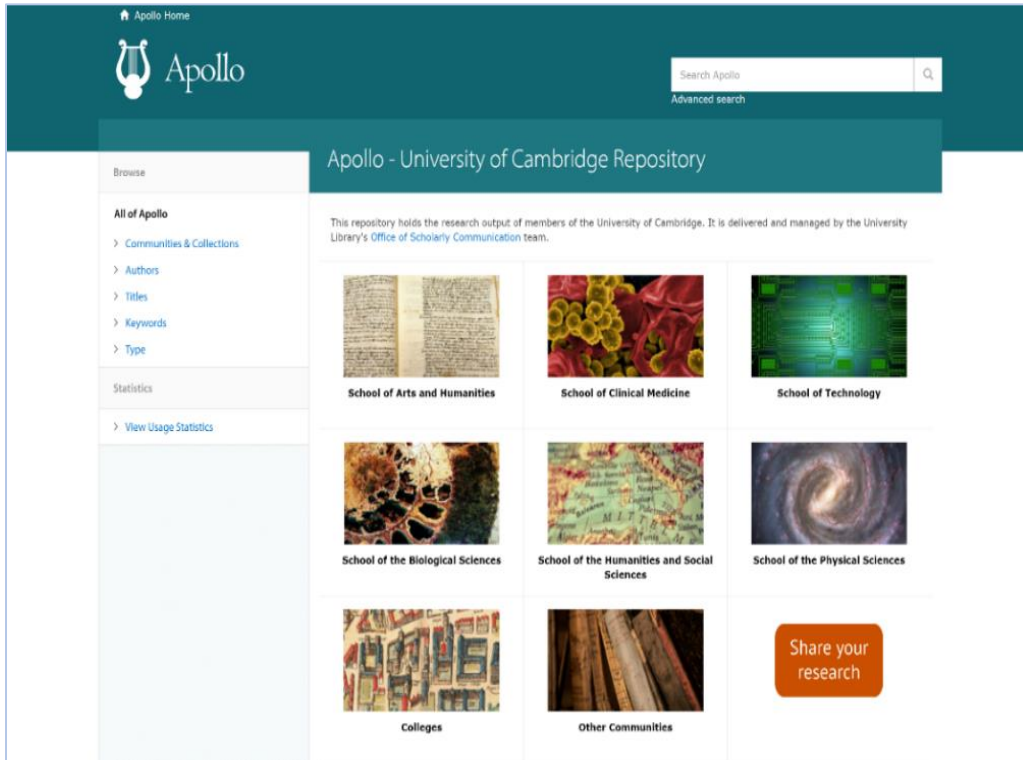 Apollo Home
Apollo
Search Apollo
Advanced search
Apollo - University of Cambridge Repository
Browse
All of Apollo
Communities & Collections
Authors
Titles
Keywords
Type
Statistics
View Usage Statistics
This repository holds the research output of members of the University of Cambridge. It is delivered and managed by the University
Library's Office of Scholarly Communication team.
School of Arts and Humanities
School of Clinical Medicine
School of Technology
School of the Biological Sciences
School of the Humanities and Social
Sciences
School of the Physical Sciences
Colleges
Other Communities
Share your
research